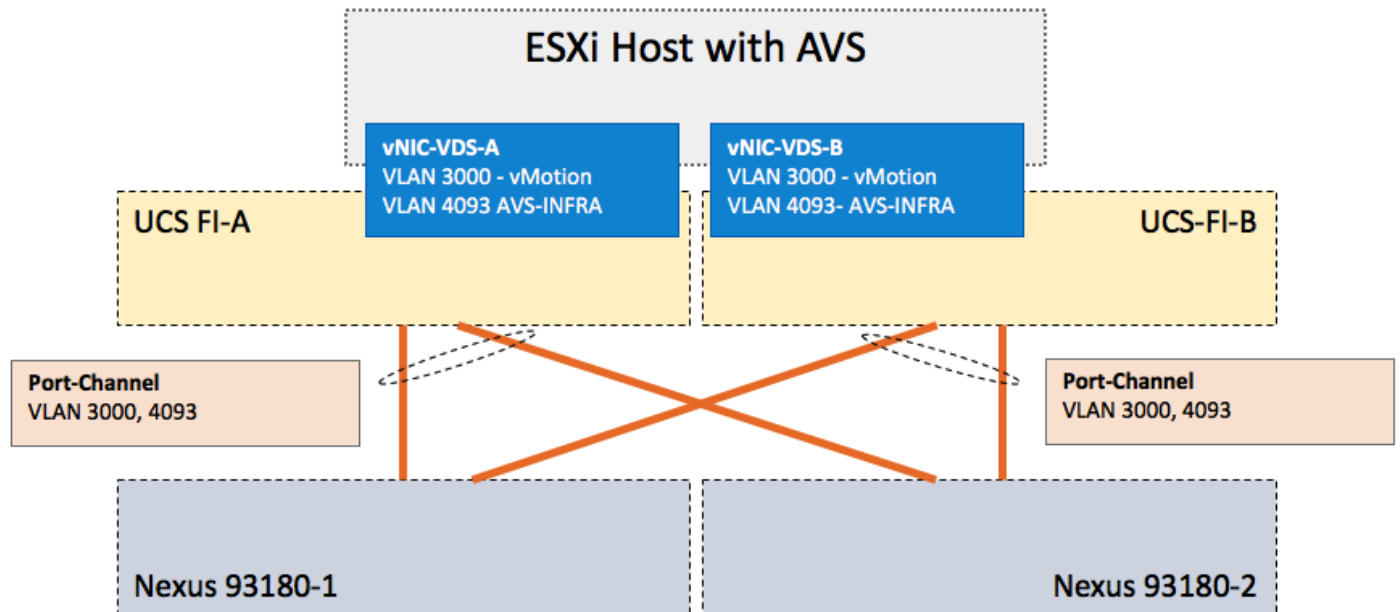 ESXi Host with AVS
vNIC-VDS-A
VLAN 3000 - vMotion
VLAN 4093 AVS-INFRA
vNIC-VDS-B
VLAN 3000 - vMotion
VLAN 4093- AVS-INFRA
UCS FI-A
UCS-FI-B
Port-Channel
VLAN 3000, 4093
Port-Channel
VLAN 3000, 4093
Nexus 93180-1
Nexus 93180-2